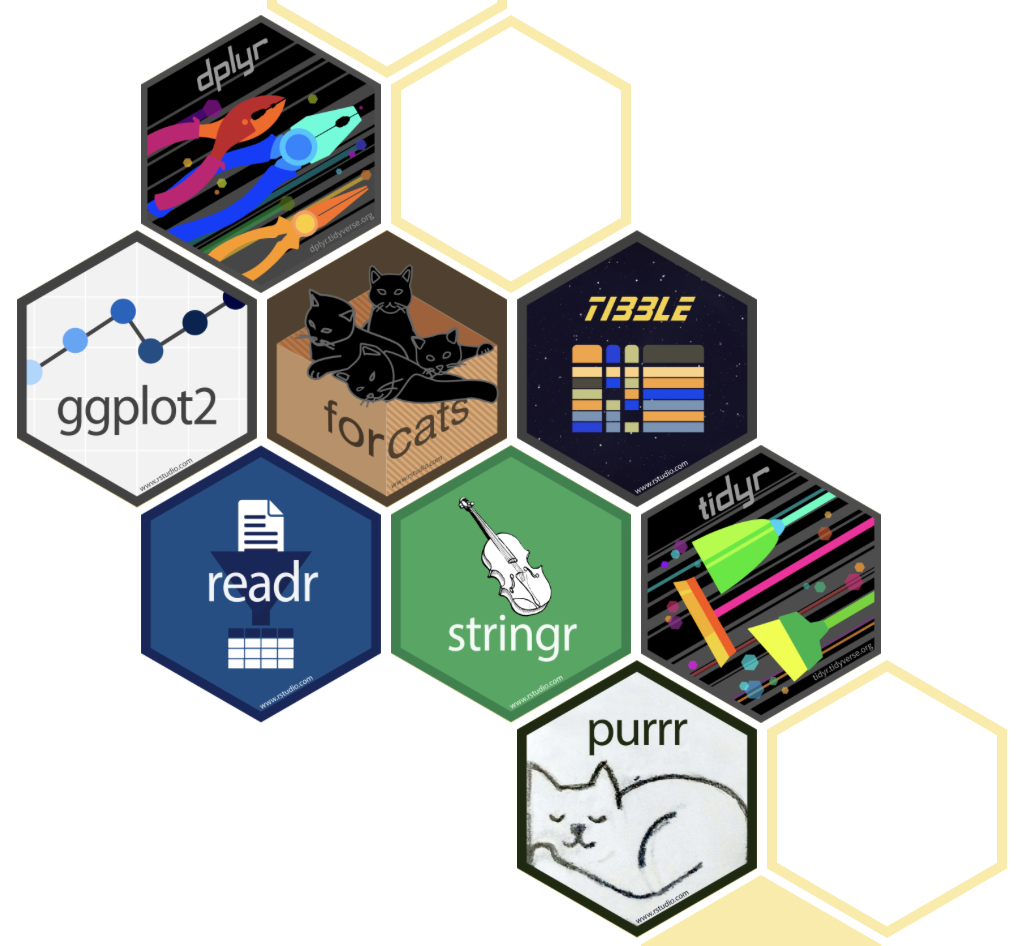 dplyr
dplyr.tidyverse.org
ggplot2
www.rstudio.com
forcats
www.rstudio.com
TIBBLE
www.rstudio.com
readr
www.rstudio.com
stringr
www.rstudio.com
tidyr
tidyr.tidyverse.org
purrr
www.rstudio.com